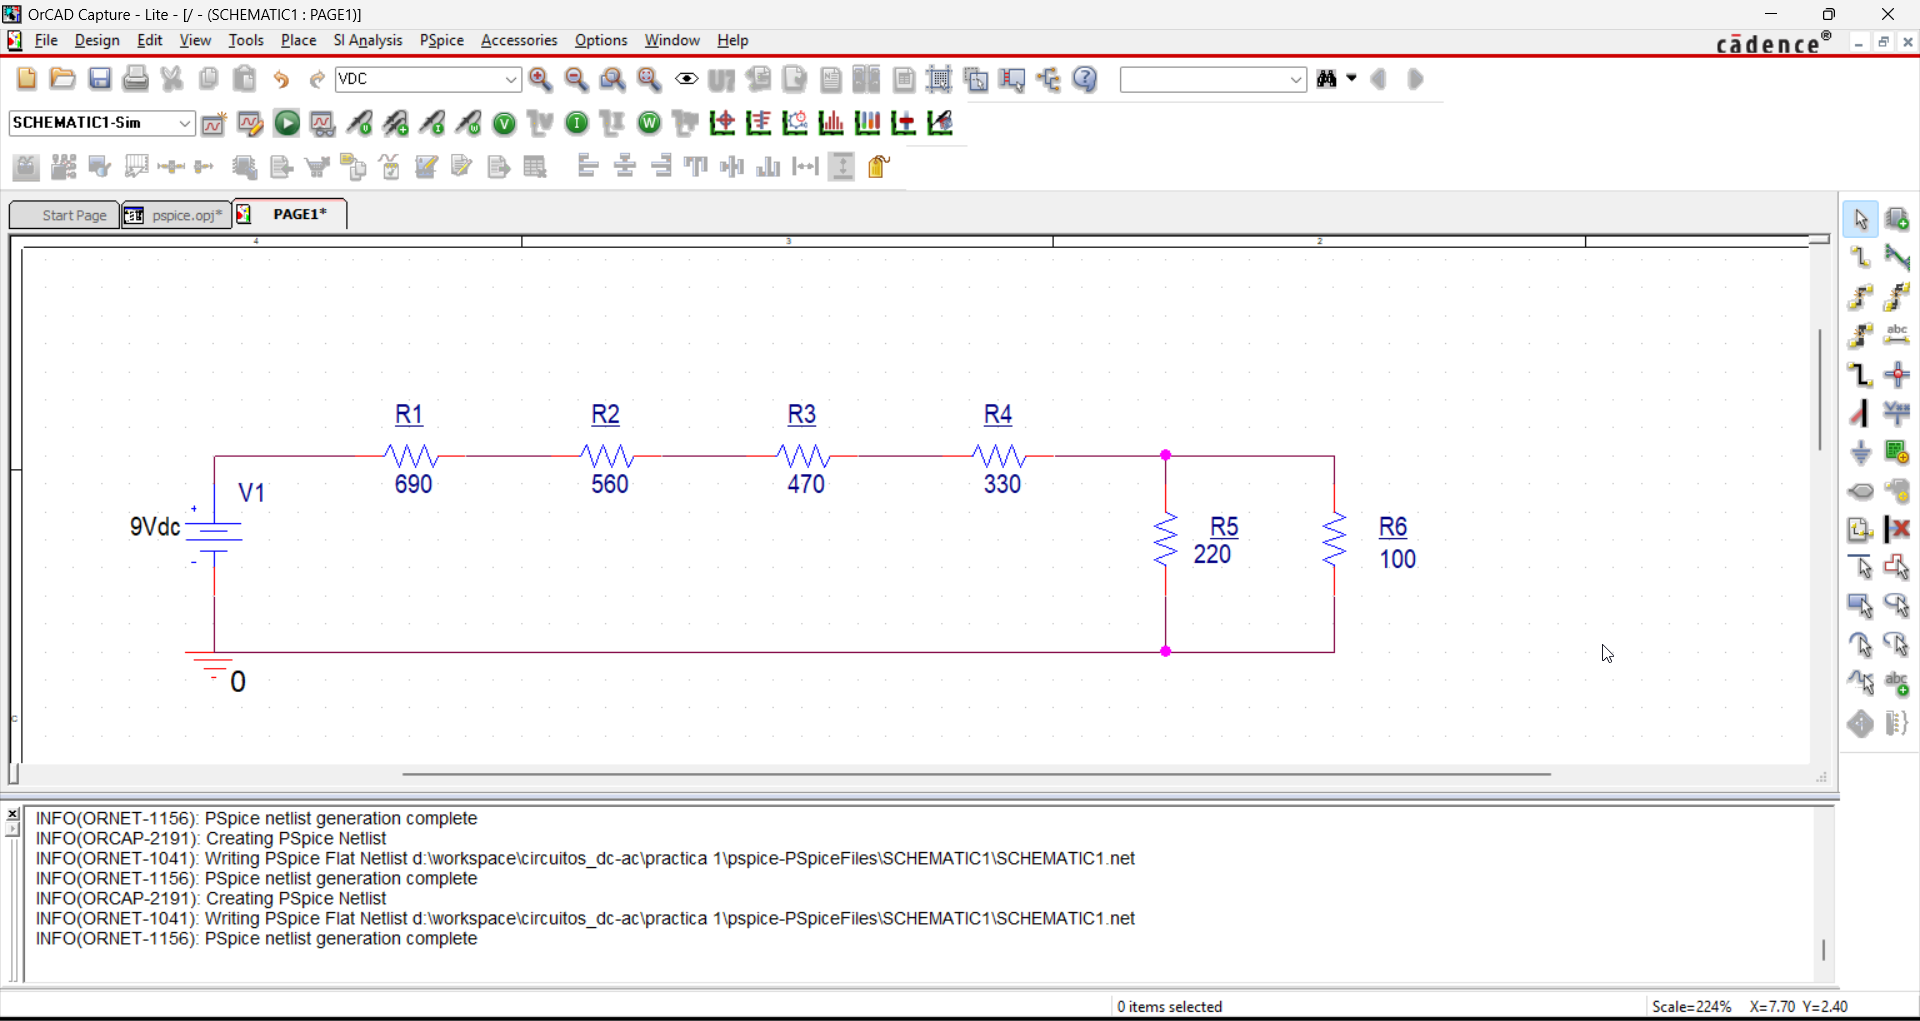 OrCAD Capture - Lite - [/ - (SCHEMATIC1 : PAGE1)]
File Design Edit View Tools Place SI Analysis PSpice Accessories Options Window Help
cādence®
VDC
U?
SCHEMATIC1-Sim
V I W
Start Page pspice.opj* PAGE1*
4 3 2
abc
R1 R2 R3 R4
690 560 470 330
V1
+
9Vdc
-
R5
220
R6
100
0
C
abc
INFO(ORNET-1156): PSpice netlist generation complete
INFO(ORCAP-2191): Creating PSpice Netlist
INFO(ORNET-1041): Writing PSpice Flat Netlist d:\workspace\circuitos_dc-ac\practica 1\pspice-PSpiceFiles\SCHEMATIC1\SCHEMATIC1.net
INFO(ORNET-1156): PSpice netlist generation complete
INFO(ORCAP-2191): Creating PSpice Netlist
INFO(ORNET-1041): Writing PSpice Flat Netlist d:\workspace\circuitos_dc-ac\practica 1\pspice-PSpiceFiles\SCHEMATIC1\SCHEMATIC1.net
INFO(ORNET-1156): PSpice netlist generation complete
0 items selected
Scale=224% X=7.70 Y=2.40